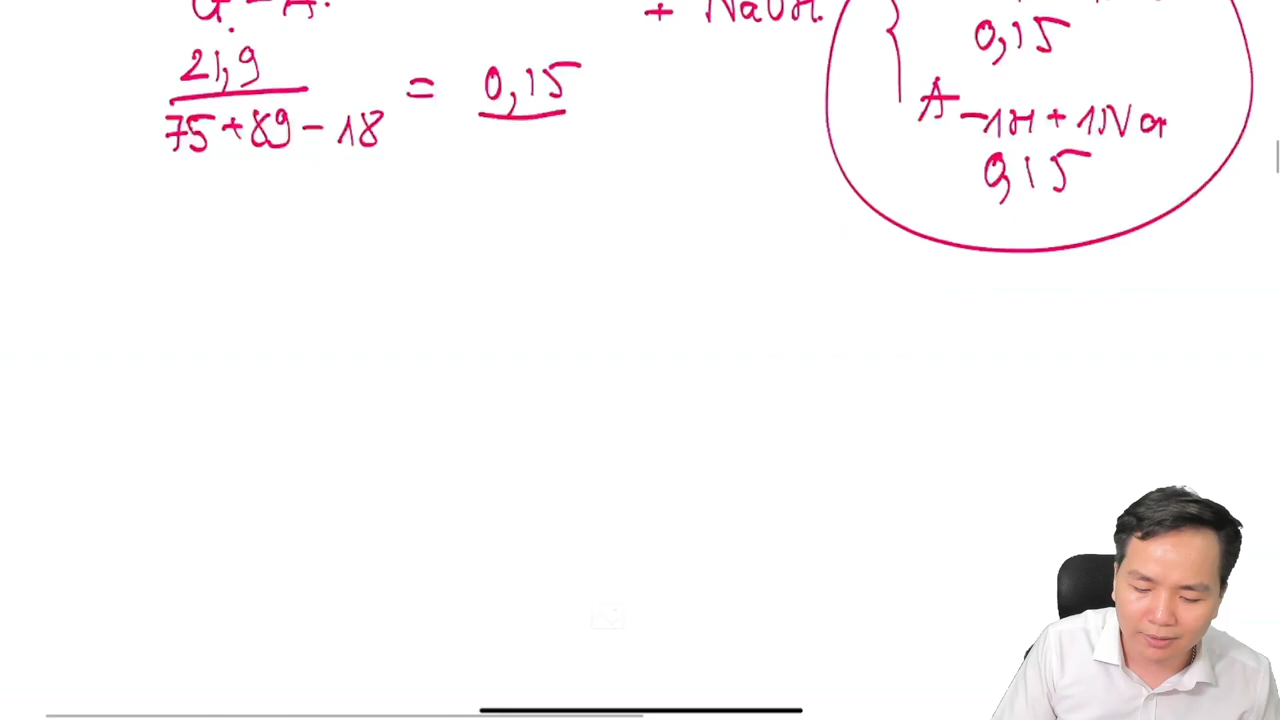 G - A.
+ NaOH.
21,9
75 + 89 - 18
= 0,15
0,15
A -1H + 1Na
0,15